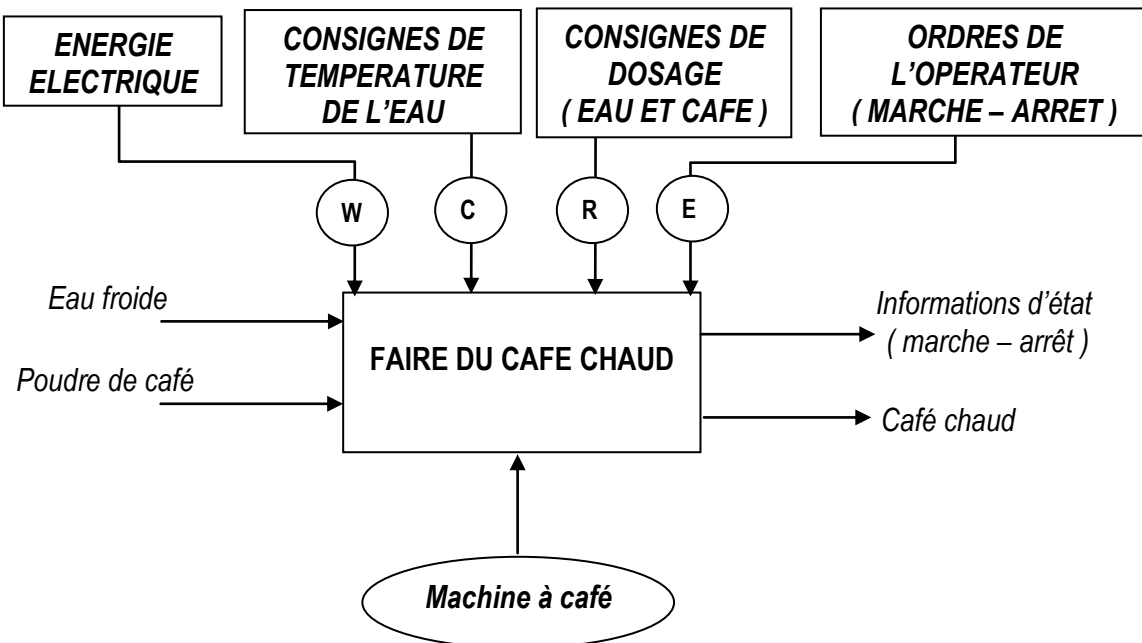 ENERGIE
ELECTRIQUE
CONSIGNES DE
TEMPERATURE
DE L’EAU
CONSIGNES DE
DOSAGE
( EAU ET CAFE )
ORDRES DE
L’OPERATEUR
( MARCHE – ARRET )
W
C
R
E
Eau froide
Poudre de café
FAIRE DU CAFE CHAUD
Informations d’état
( marche – arrêt )
Café chaud
Machine à café